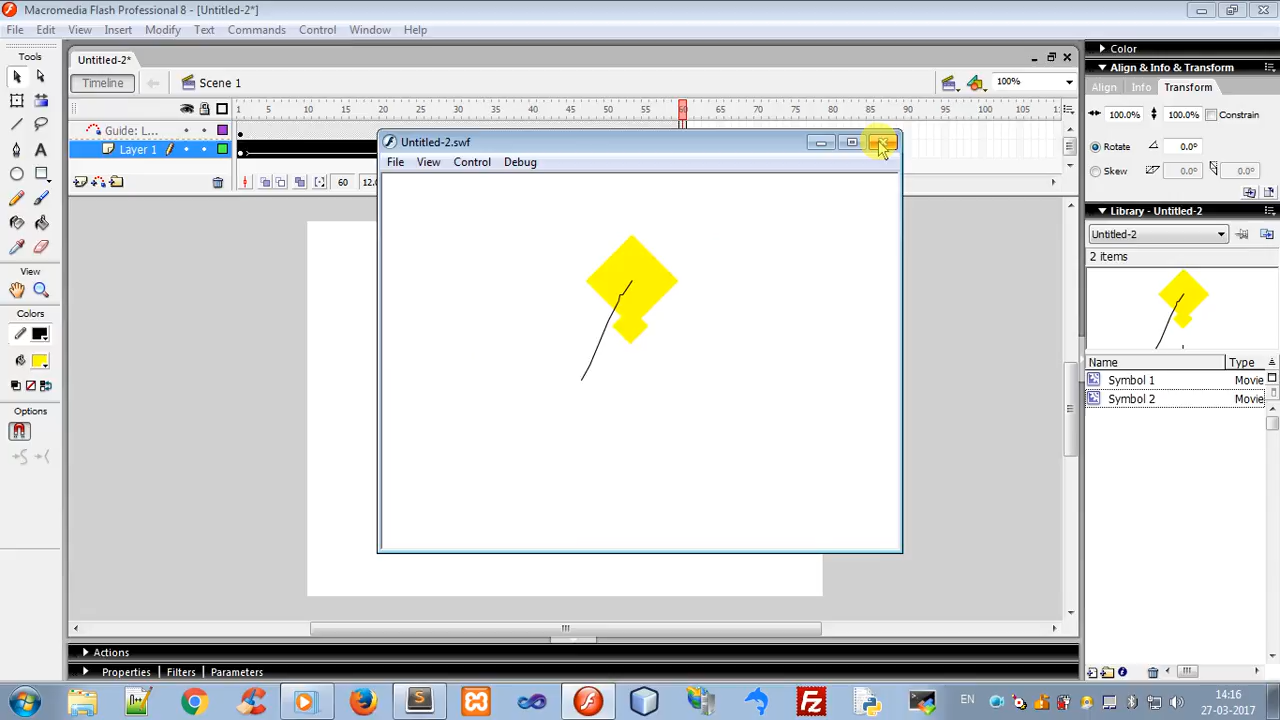 Macromedia Flash Professional 8 - [Untitled-2*]
File Edit View Insert Modify Text Commands Control Window Help
Tools
View
Colors
Options
Untitled-2*
Timeline
Scene 1
100%
1 5 10 15 20 25 30 35 40 45 50 55 60 65 70 75 80 85 90 95 100 105
Guide: L...
Layer 1
60 12.0
Untitled-2.swf
File View Control Debug
Actions
Properties Filters Parameters
Color
Align & Info & Transform
Align Info Transform
100.0% 100.0% Constrain
Rotate 0.0°
Skew 0.0° 0.0°
Library - Untitled-2
Untitled-2
2 items
Name Type
Symbol 1 Movie
Symbol 2 Movie
EN
14:16
27-03-2017